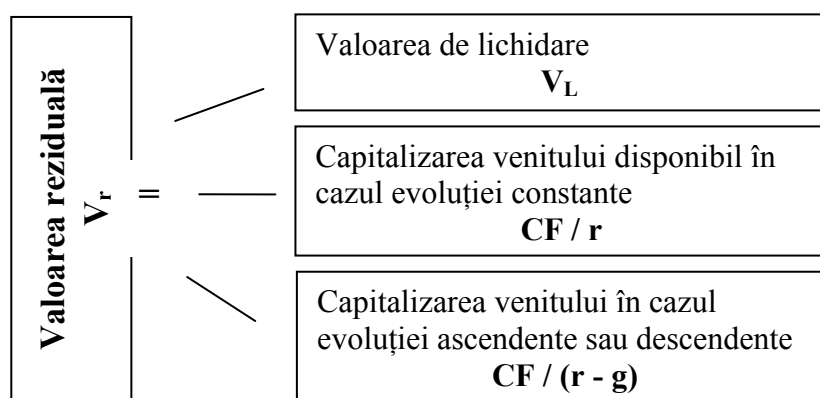 Valoarea reziduală
Vr =
Valoarea de lichidare
VL
Capitalizarea venitului disponibil în
cazul evoluției constante
CF / r
Capitalizarea venitului în cazul
evoluției ascendente sau descendente
CF / (r - g)